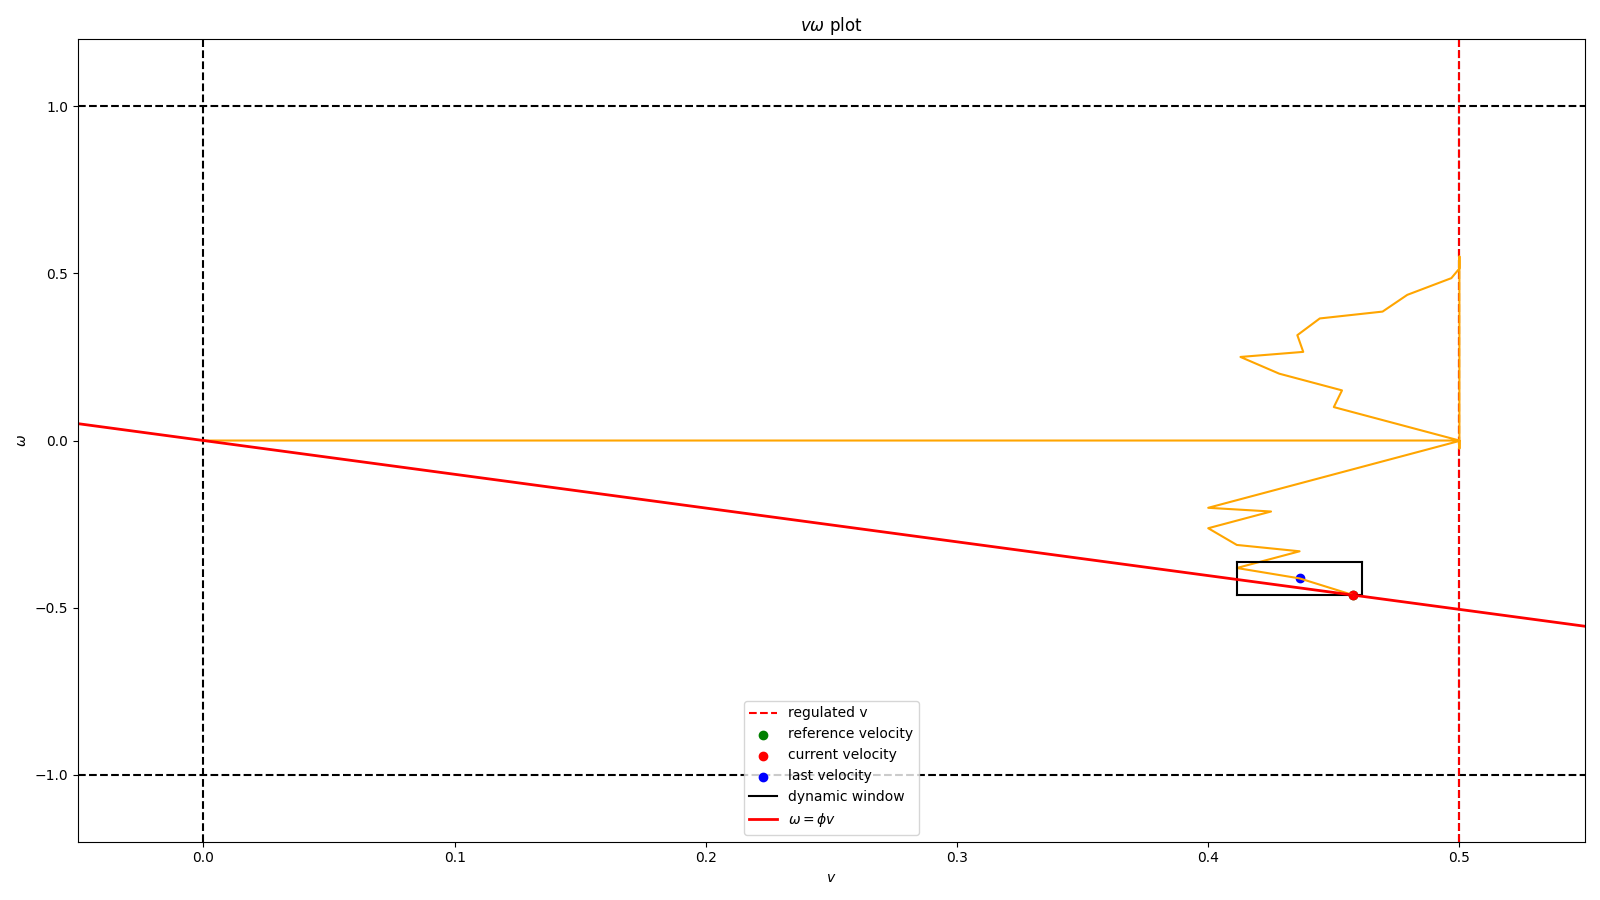 vω plot
1.0
0.5
0.0
−0.5
−1.0
ω
0.0
0.1
0.2
0.3
0.4
0.5
v
regulated v
reference velocity
current velocity
last velocity
dynamic window
ω = ϕv